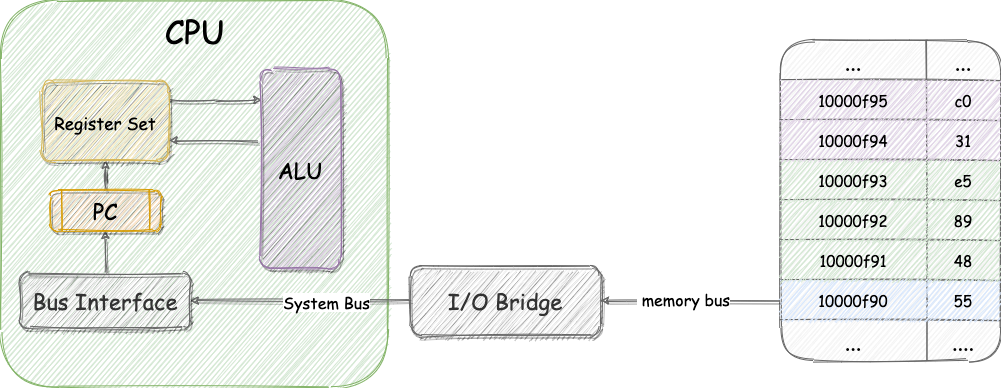 CPU
Register Set
ALU
PC
Bus Interface
System Bus
I/O Bridge
memory bus
... ...
10000f95 c0
10000f94 31
10000f93 e5
10000f92 89
10000f91 48
10000f90 55
... ....